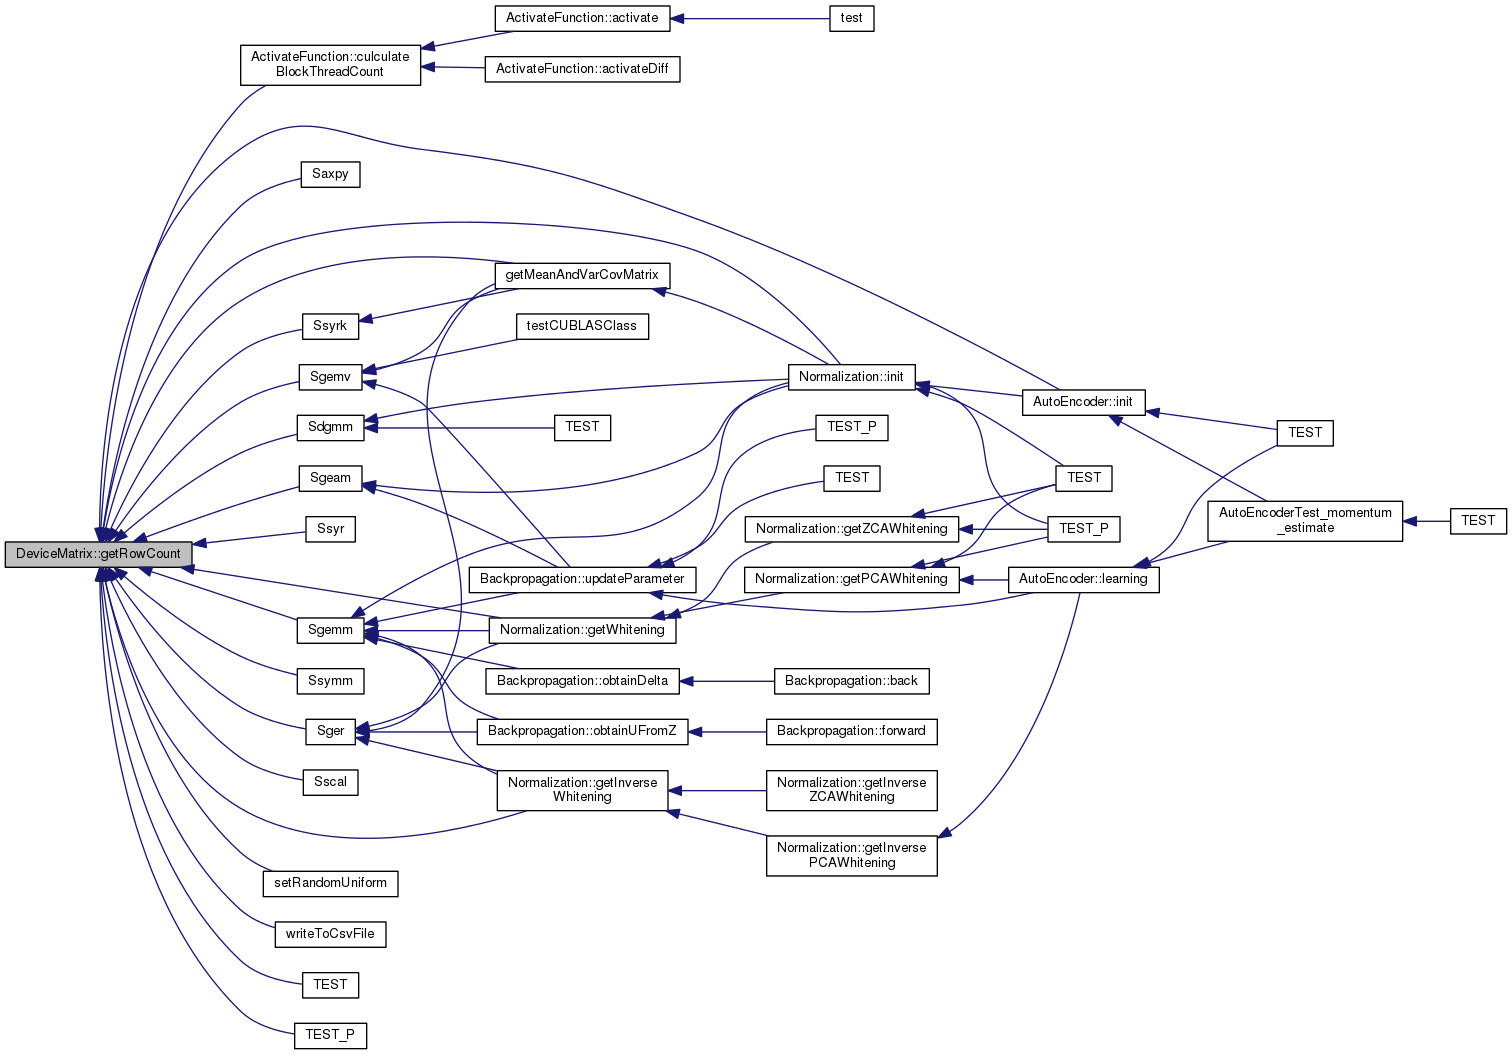 ActivateFunction::activate
test
ActivateFunction::culculate
BlockThreadCount
ActivateFunction::activateDiff
Saxpy
getMeanAndVarCovMatrix
Ssyrk
testCUBLASClass
Sgemv
Normalization::init
AutoEncoder::init
Sdgmm
TEST
TEST_P
TEST
Sgeam
TEST
TEST
AutoEncoderTest_momentum
_estimate
TEST
Ssyr
Normalization::getZCAWhitening
TEST_P
DeviceMatrix::getRowCount
Backpropagation::updateParameter
Normalization::getPCAWhitening
AutoEncoder::learning
Sgemm
Normalization::getWhitening
Ssymm
Backpropagation::obtainDelta
Backpropagation::back
Sger
Backpropagation::obtainUFromZ
Backpropagation::forward
Sscal
Normalization::getInverse
Whitening
Normalization::getInverse
ZCAWhitening
Normalization::getInverse
PCAWhitening
setRandomUniform
writeToCsvFile
TEST
TEST_P